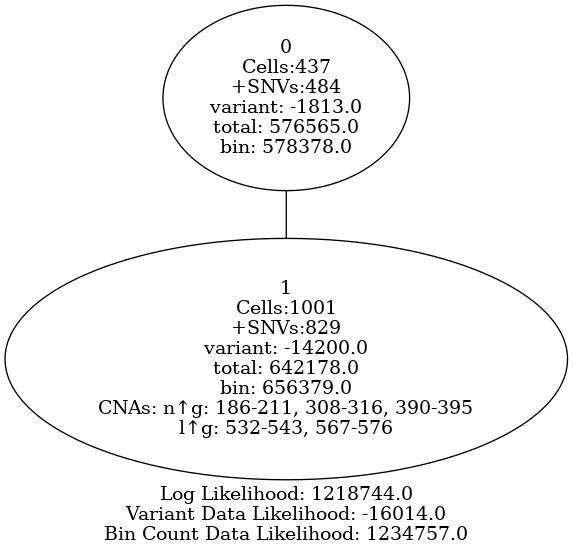 0
Cells:437
+SNVs:484
variant: -1813.0
total: 576565.0
bin: 578378.0
1
Cells:1001
+SNVs:829
variant: -14200.0
total: 642178.0
bin: 656379.0
CNAs: n↑g: 186-211, 308-316, 390-395
l↑g: 532-543, 567-576
Log Likelihood: 1218744.0
Variant Data Likelihood: -16014.0
Bin Count Data Likelihood: 1234757.0